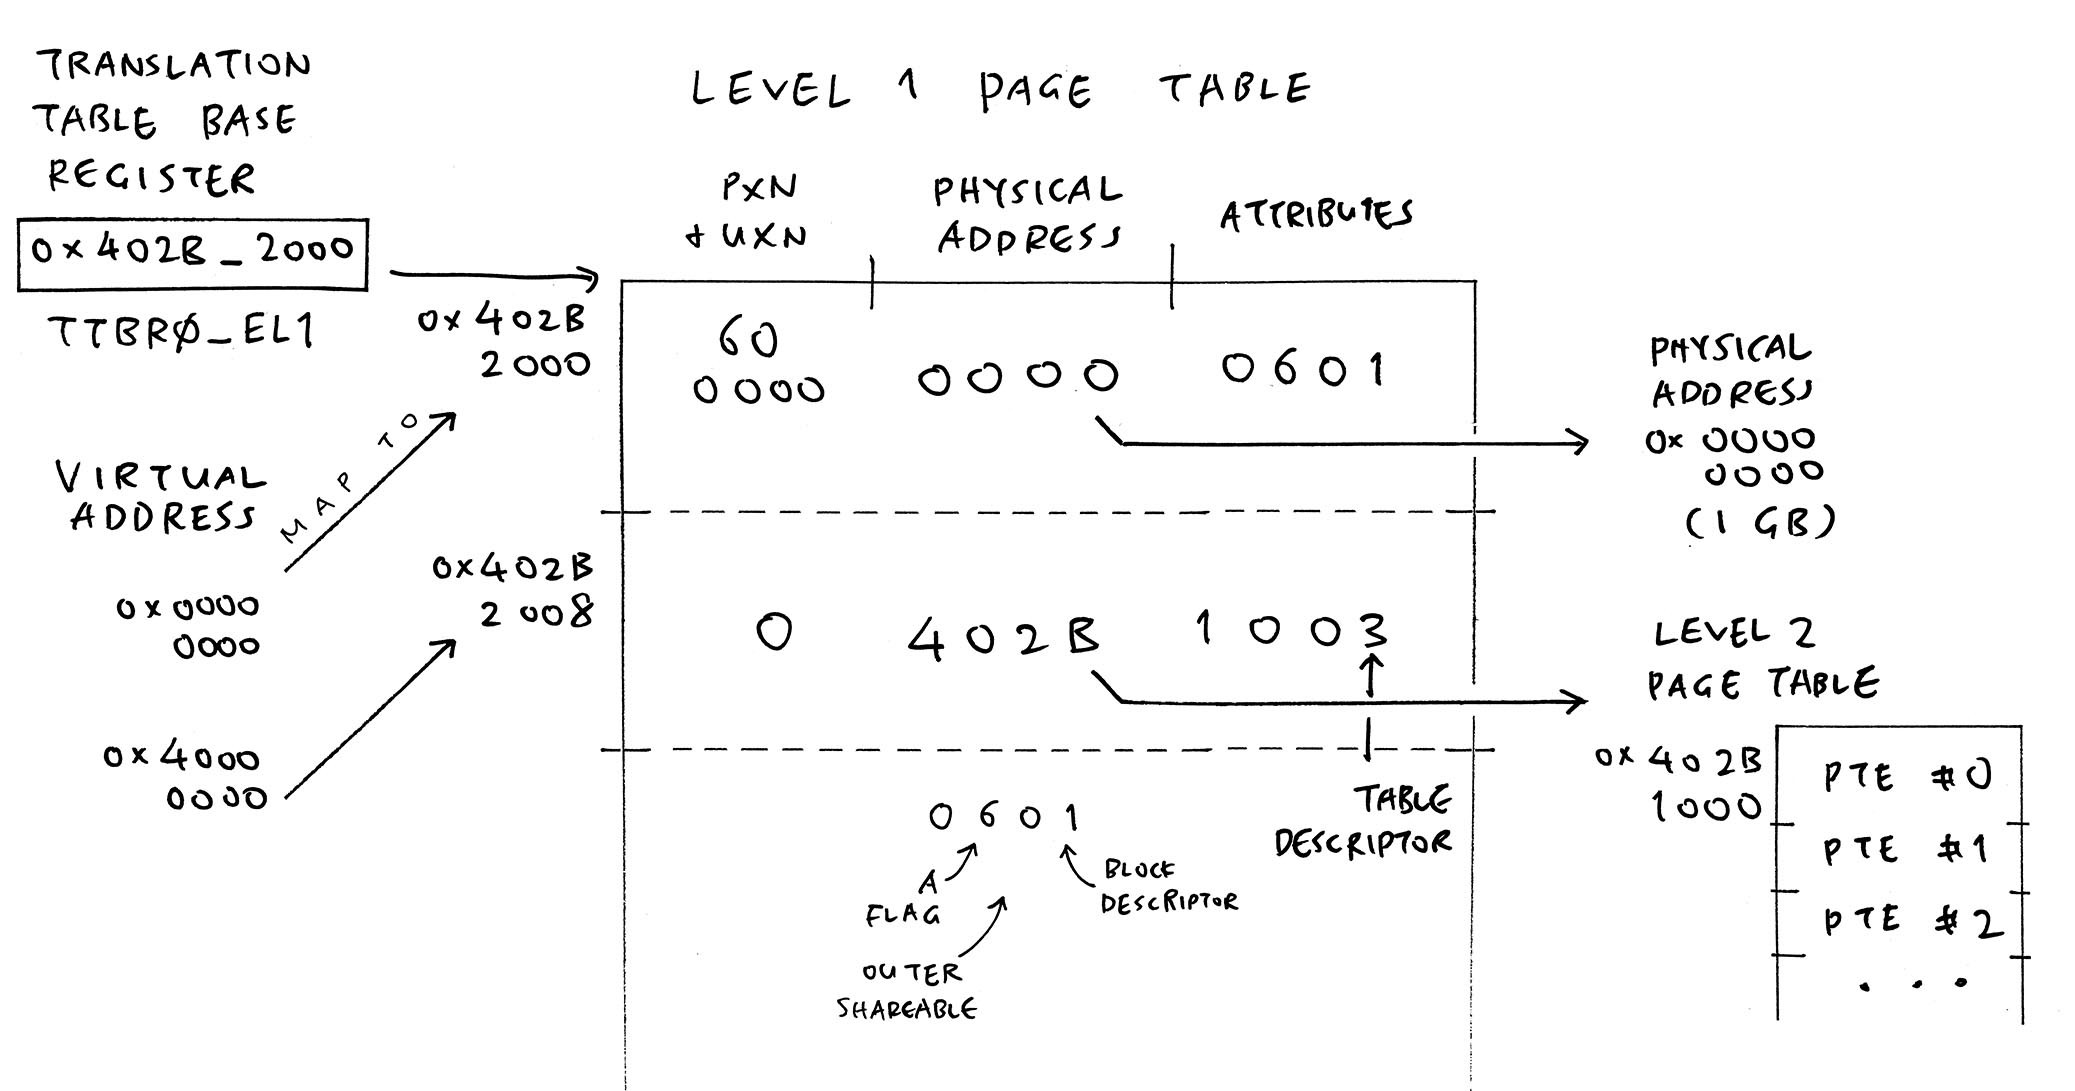 TRANSLATION
TABLE BASE
REGISTER
0x402B_2000
TTBR0_EL1
LEVEL 1 PAGE TABLE
PXN
+ UXN
PHYSICAL
ADDRESS
ATTRIBUTES
0x402B
2000
60
0000
0000
0601
PHYSICAL
ADDRESS
0x 0000
0000
(1 GB)
MAP TO
VIRTUAL
ADDRESS
0x0000
0000
0x402B
2008
0
402B
1003
LEVEL 2
PAGE TABLE
0x4000
0000
0601
A
FLAG
BLOCK
DESCRIPTOR
OUTER
SHAREABLE
TABLE
DESCRIPTOR
0x402B
1000
PTE #0
PTE #1
PTE #2
...